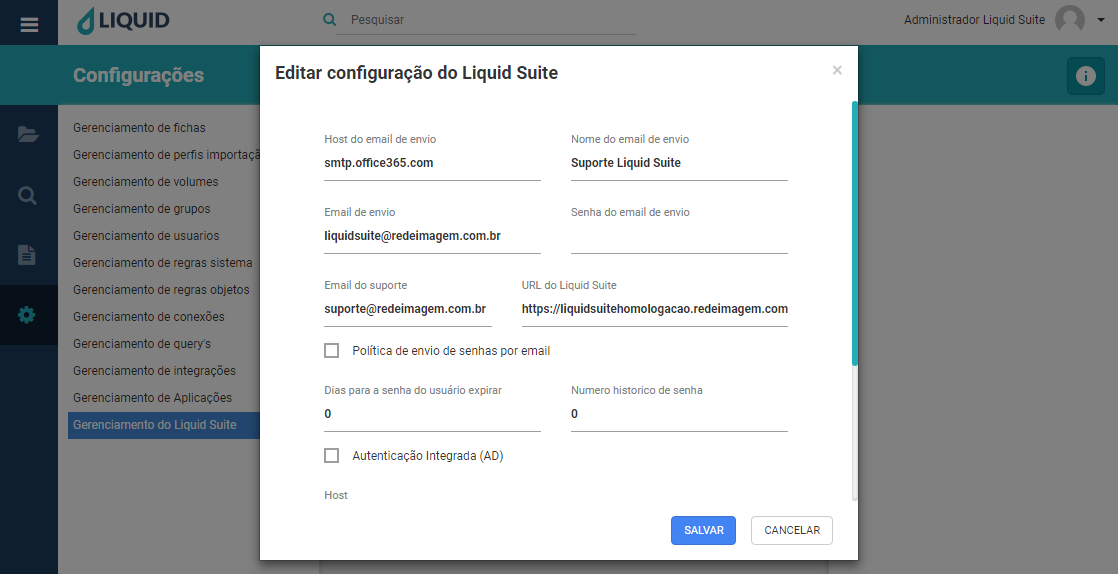 LIQUID
Pesquisar
Administrador Liquid Suite
Configurações
Gerenciamento de fichas
Gerenciamento de perfis importaçã
Gerenciamento de volumes
Gerenciamento de grupos
Gerenciamento de usuarios
Gerenciamento de regras sistema
Gerenciamento de regras objetos
Gerenciamento de conexões
Gerenciamento de query's
Gerenciamento de integrações
Gerenciamento de Aplicações
Gerenciamento do Liquid Suite
Editar configuração do Liquid Suite
×
Host do email de envio
smtp.office365.com
Nome do email de envio
Suporte Liquid Suite
Email de envio
liquidsuite@redeimagem.com.br
Senha do email de envio
Email do suporte
suporte@redeimagem.com.br
URL do Liquid Suite
https://liquidsuitehomologacao.redeimagem.com
Política de envio de senhas por email
Dias para a senha do usuário expirar
0
Numero historico de senha
0
Autenticação Integrada (AD)
Host
SALVAR
CANCELAR